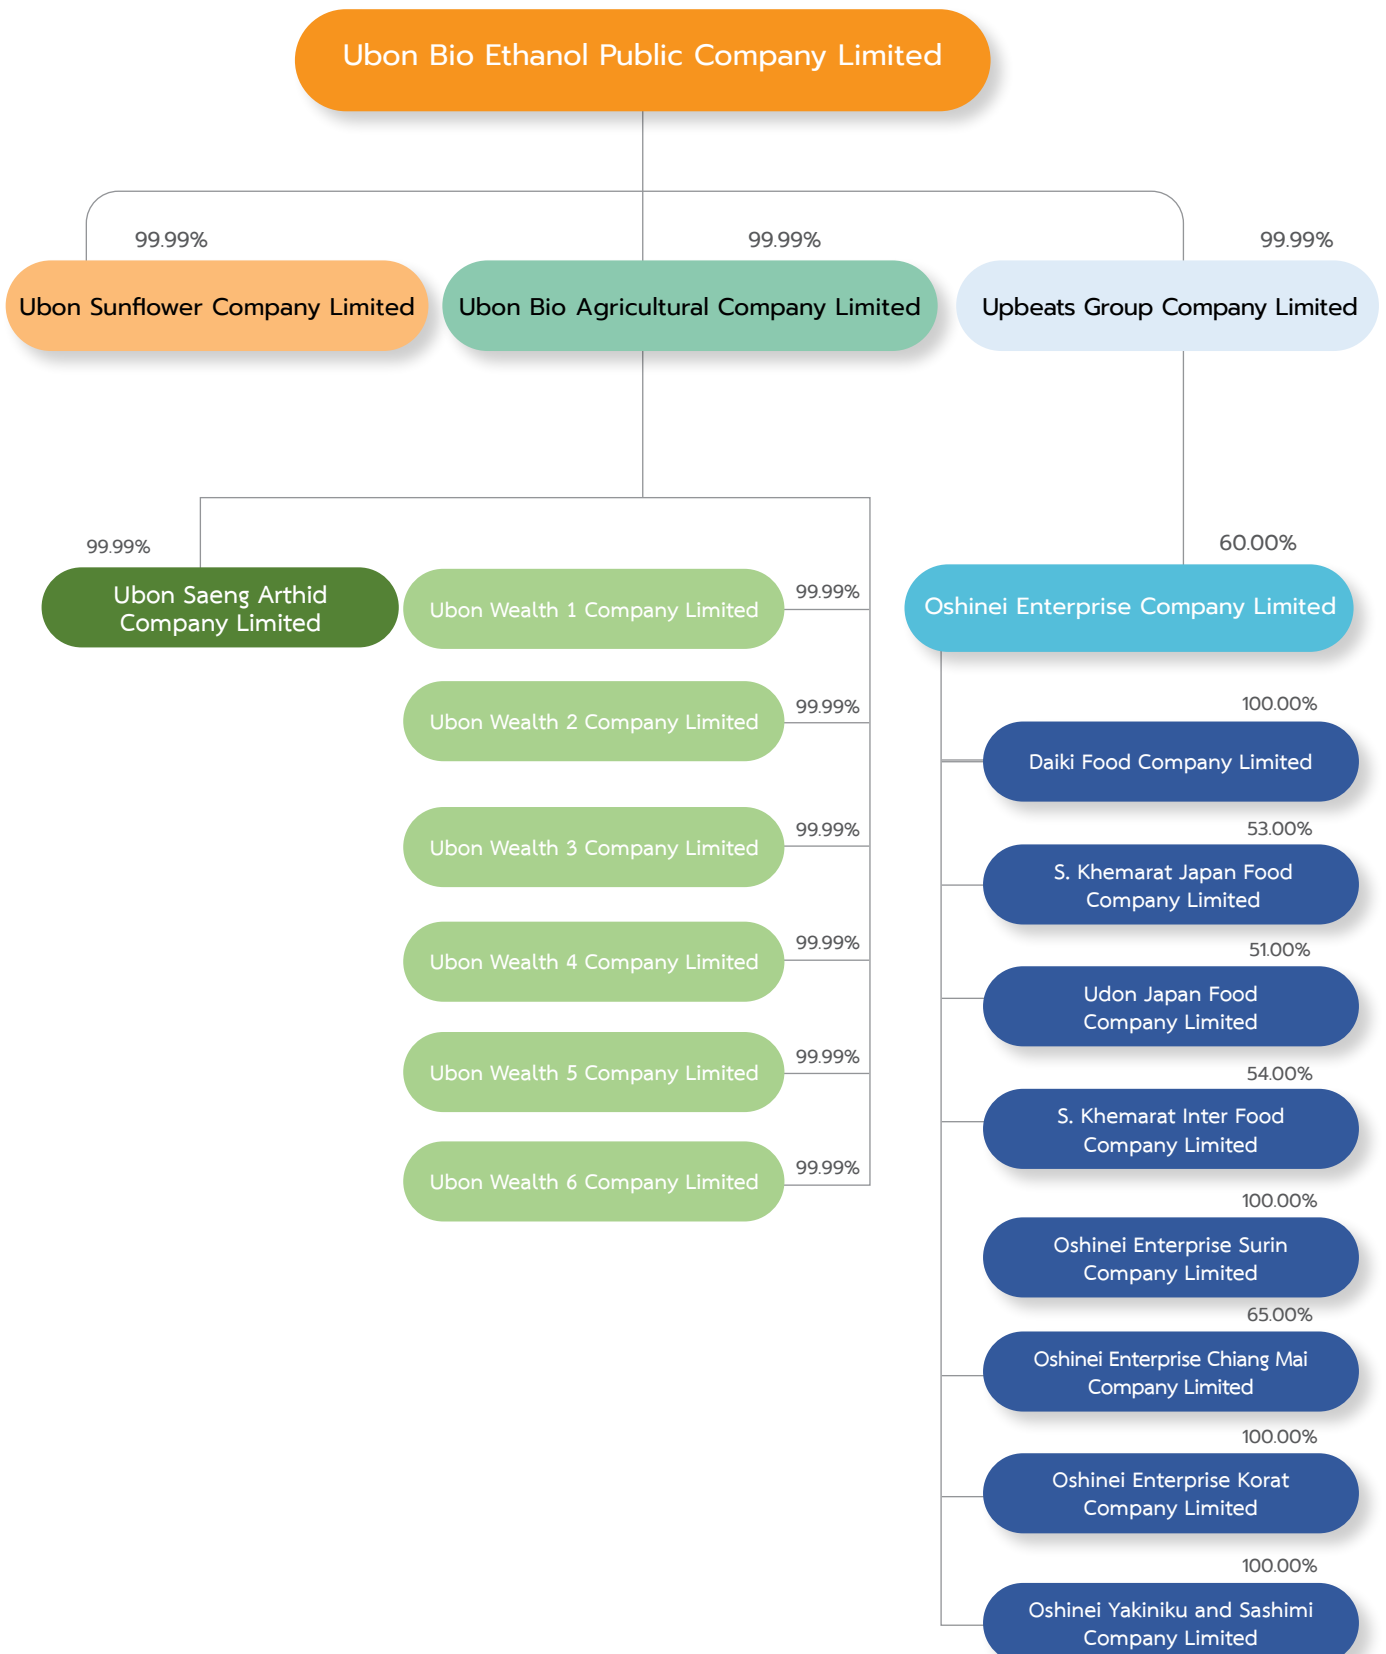 Ubon Bio Ethanol Public Company Limited
99.99%
99.99%
99.99%
Ubon Sunflower Company Limited
Ubon Bio Agricultural Company Limited
Upbeats Group Company Limited
99.99%
Ubon Saeng Arthid
Company Limited
99.99%
Ubon Wealth 1 Company Limited
99.99%
Ubon Wealth 2 Company Limited
99.99%
Ubon Wealth 3 Company Limited
99.99%
Ubon Wealth 4 Company Limited
99.99%
Ubon Wealth 5 Company Limited
99.99%
Ubon Wealth 6 Company Limited
60.00%
Oshinei Enterprise Company Limited
100.00%
Daiki Food Company Limited
53.00%
S. Khemarat Japan Food
Company Limited
51.00%
Udon Japan Food
Company Limited
54.00%
S. Khemarat Inter Food
Company Limited
100.00%
Oshinei Enterprise Surin
Company Limited
65.00%
Oshinei Enterprise Chiang Mai
Company Limited
100.00%
Oshinei Enterprise Korat
Company Limited
100.00%
Oshinei Yakiniku and Sashimi
Company Limited